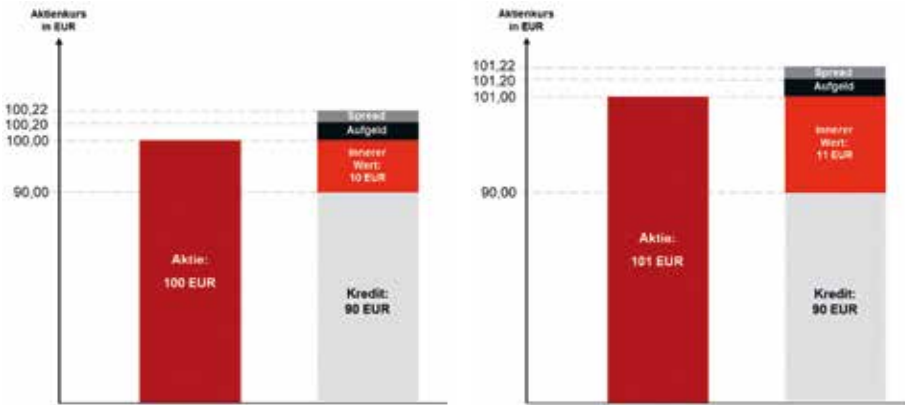 Aktienkurs
in EUR
100,22
100,20
100,00
90,00
Aktie:
100 EUR
Spread
Aufgeld
Innerer
Wert:
10 EUR
Kredit:
90 EUR
Aktienkurs
in EUR
101,22
101,20
101,00
90,00
Aktie:
101 EUR
Spread
Aufgeld
Innerer
Wert:
11 EUR
Kredit:
90 EUR